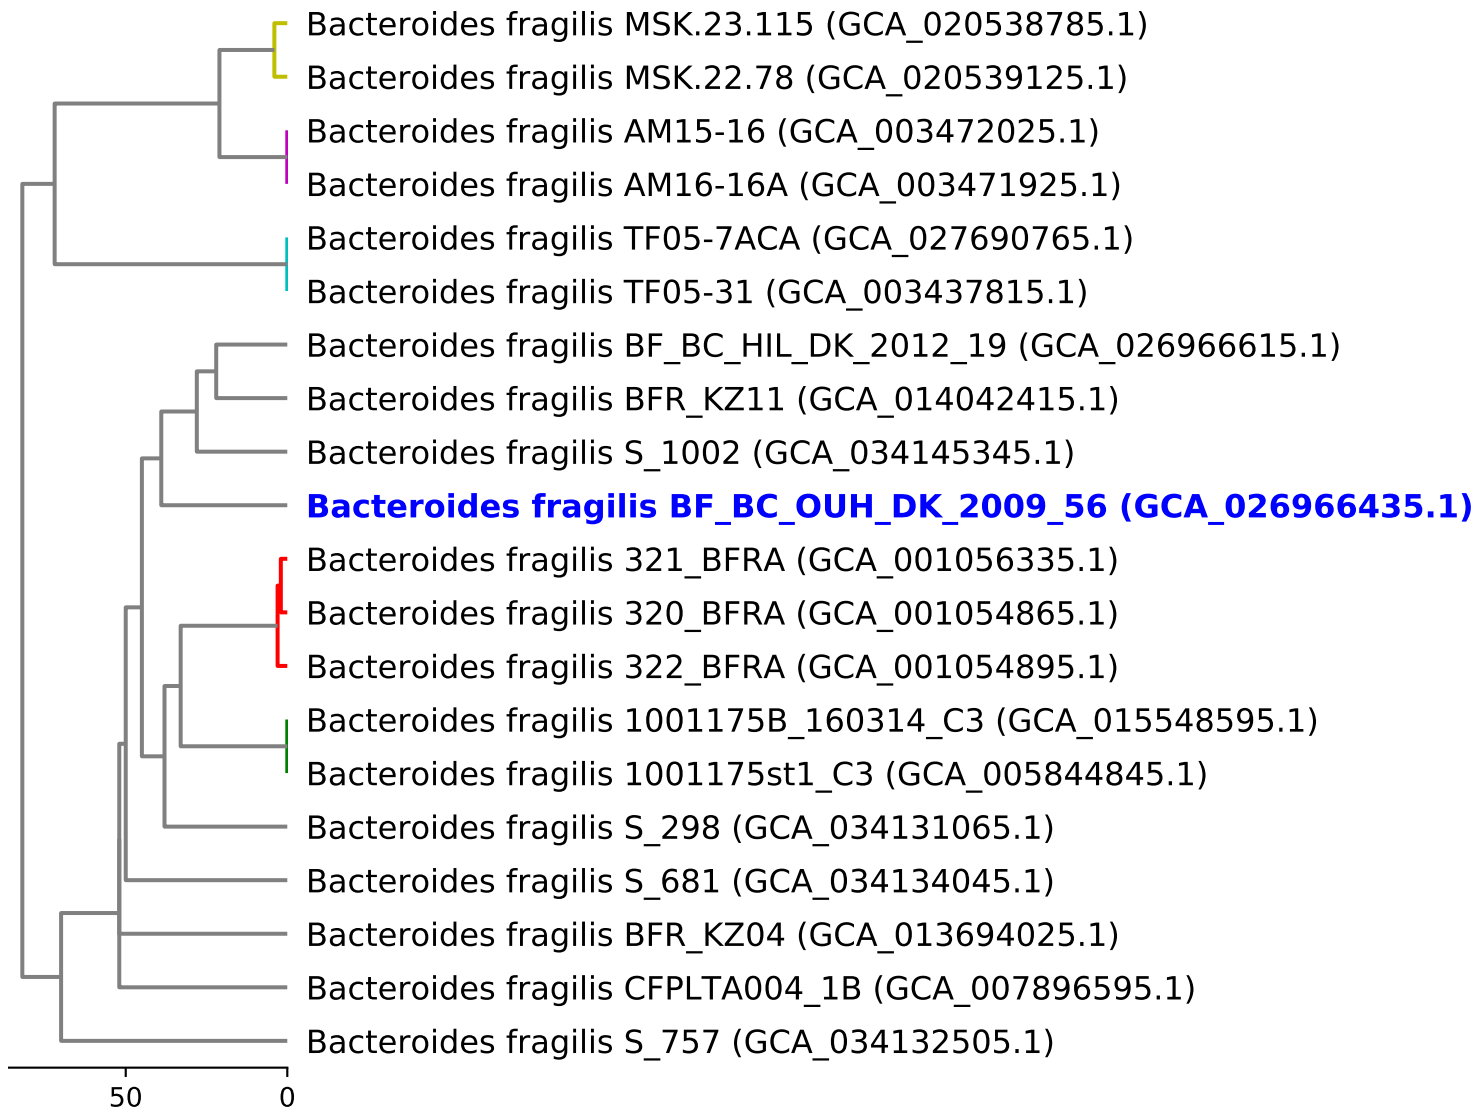 Bacteroides fragilis MSK.23.115 (GCA_020538785.1)
Bacteroides fragilis MSK.22.78 (GCA_020539125.1)
Bacteroides fragilis AM15-16 (GCA_003472025.1)
Bacteroides fragilis AM16-16A (GCA_003471925.1)
Bacteroides fragilis TF05-7ACA (GCA_027690765.1)
Bacteroides fragilis TF05-31 (GCA_003437815.1)
Bacteroides fragilis BF_BC_HIL_DK_2012_19 (GCA_026966615.1)
Bacteroides fragilis BFR_KZ11 (GCA_014042415.1)
Bacteroides fragilis S_1002 (GCA_034145345.1)
Bacteroides fragilis BF_BC_OUH_DK_2009_56 (GCA_026966435.1)
Bacteroides fragilis 321_BFRA (GCA_001056335.1)
Bacteroides fragilis 320_BFRA (GCA_001054865.1)
Bacteroides fragilis 322_BFRA (GCA_001054895.1)
Bacteroides fragilis 1001175B_160314_C3 (GCA_015548595.1)
Bacteroides fragilis 1001175st1_C3 (GCA_005844845.1)
Bacteroides fragilis S_298 (GCA_034131065.1)
Bacteroides fragilis S_681 (GCA_034134045.1)
Bacteroides fragilis BFR_KZ04 (GCA_013694025.1)
Bacteroides fragilis CFPLTA004_1B (GCA_007896595.1)
Bacteroides fragilis S_757 (GCA_034132505.1)
50 0